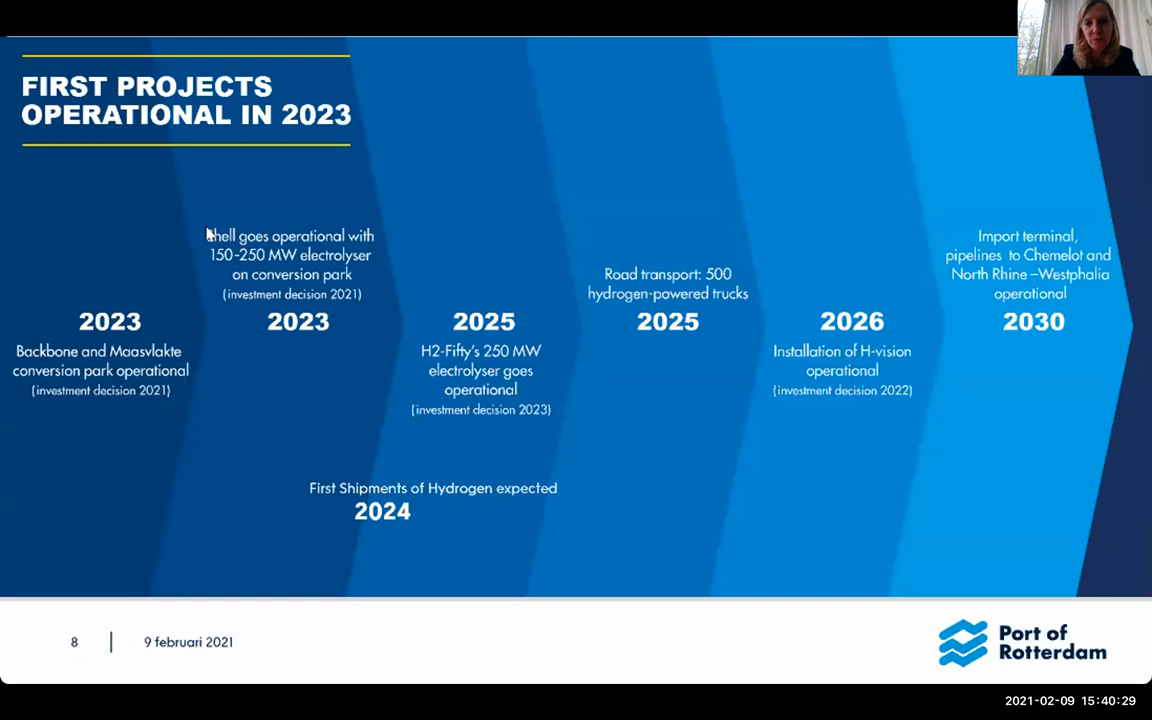 FIRST PROJECTS
OPERATIONAL IN 2023
2023
Backbone and Maasvlakte
conversion park operational
(investment decision 2021)
Shell goes operational with
150-250 MW electrolyser
on conversion park
(investment decision 2021)
2023
First Shipments of Hydrogen expected
2024
2025
H2-Fifty's 250 MW
electrolyser goes
operational
(investment decision 2023)
Road transport: 500
hydrogen-powered trucks
2025
2026
Installation of H-vision
operational
(investment decision 2022)
Import terminal,
pipelines to Chemelot and
North Rhine –Westphalia
operational
2030
8
9 februari 2021
Port of
Rotterdam
2021-02-09 15:40:29